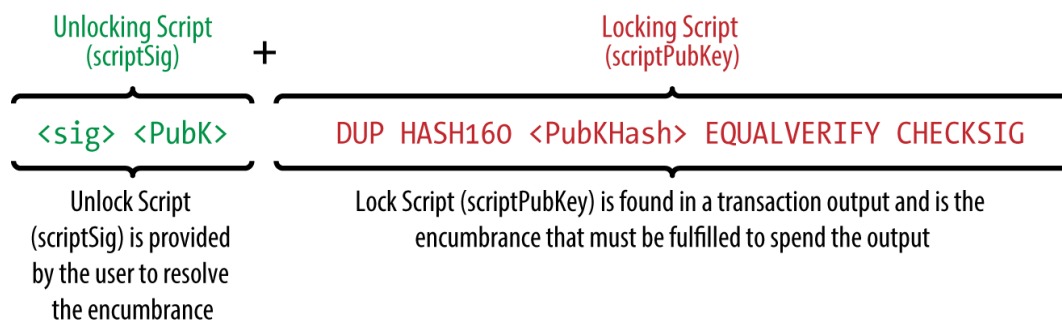 Unlocking Script
(scriptSig)
+
Locking Script
(scriptPubKey)
<sig> <PubK>
DUP HASH160 <PubKHash> EQUALVERIFY CHECKSIG
Unlock Script
(scriptSig) is provided
by the user to resolve
the encumbrance
Lock Script (scriptPubKey) is found in a transaction output and is the
encumbrance that must be fulfilled to spend the output